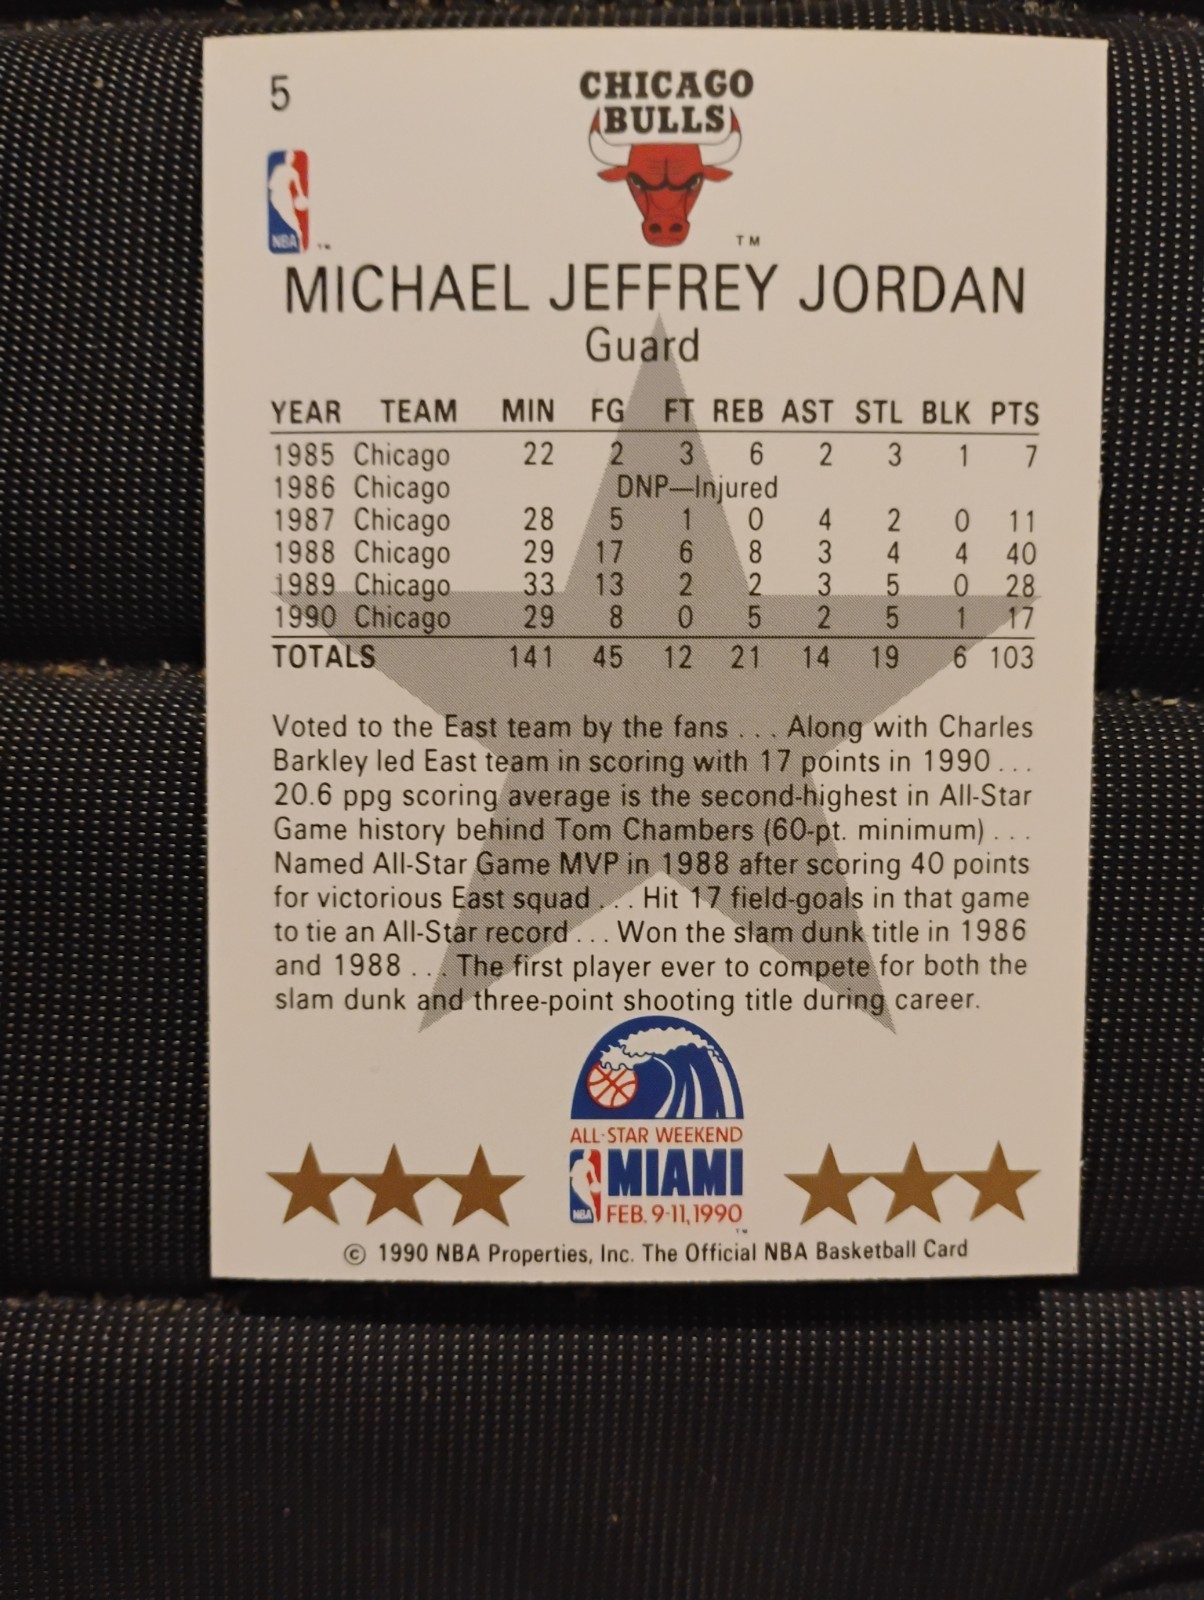 5
CHICAGO
BULLS
NBA ™
TM
MICHAEL JEFFREY JORDAN
Guard
YEAR TEAM MIN FG FT REB AST STL BLK PTS
1985 Chicago 22 2 3 6 2 3 1 7
1986 Chicago DNP—Injured
1987 Chicago 28 5 1 0 4 2 0 11
1988 Chicago 29 17 6 8 3 4 4 40
1989 Chicago 33 13 2 2 3 5 0 28
1990 Chicago 29 8 0 5 2 5 1 17
TOTALS 141 45 12 21 14 19 6 103
Voted to the East team by the fans . . . Along with Charles
Barkley led East team in scoring with 17 points in 1990 . . .
20.6 ppg scoring average is the second-highest in All-Star
Game history behind Tom Chambers (60-pt. minimum) . . .
Named All-Star Game MVP in 1988 after scoring 40 points
for victorious East squad . . . Hit 17 field-goals in that game
to tie an All-Star record . . . Won the slam dunk title in 1986
and 1988 . . . The first player ever to compete for both the
slam dunk and three-point shooting title during career.
ALL-STAR WEEKEND
MIAMI
NBA FEB. 9-11, 1990
™
© 1990 NBA Properties, Inc. The Official NBA Basketball Card